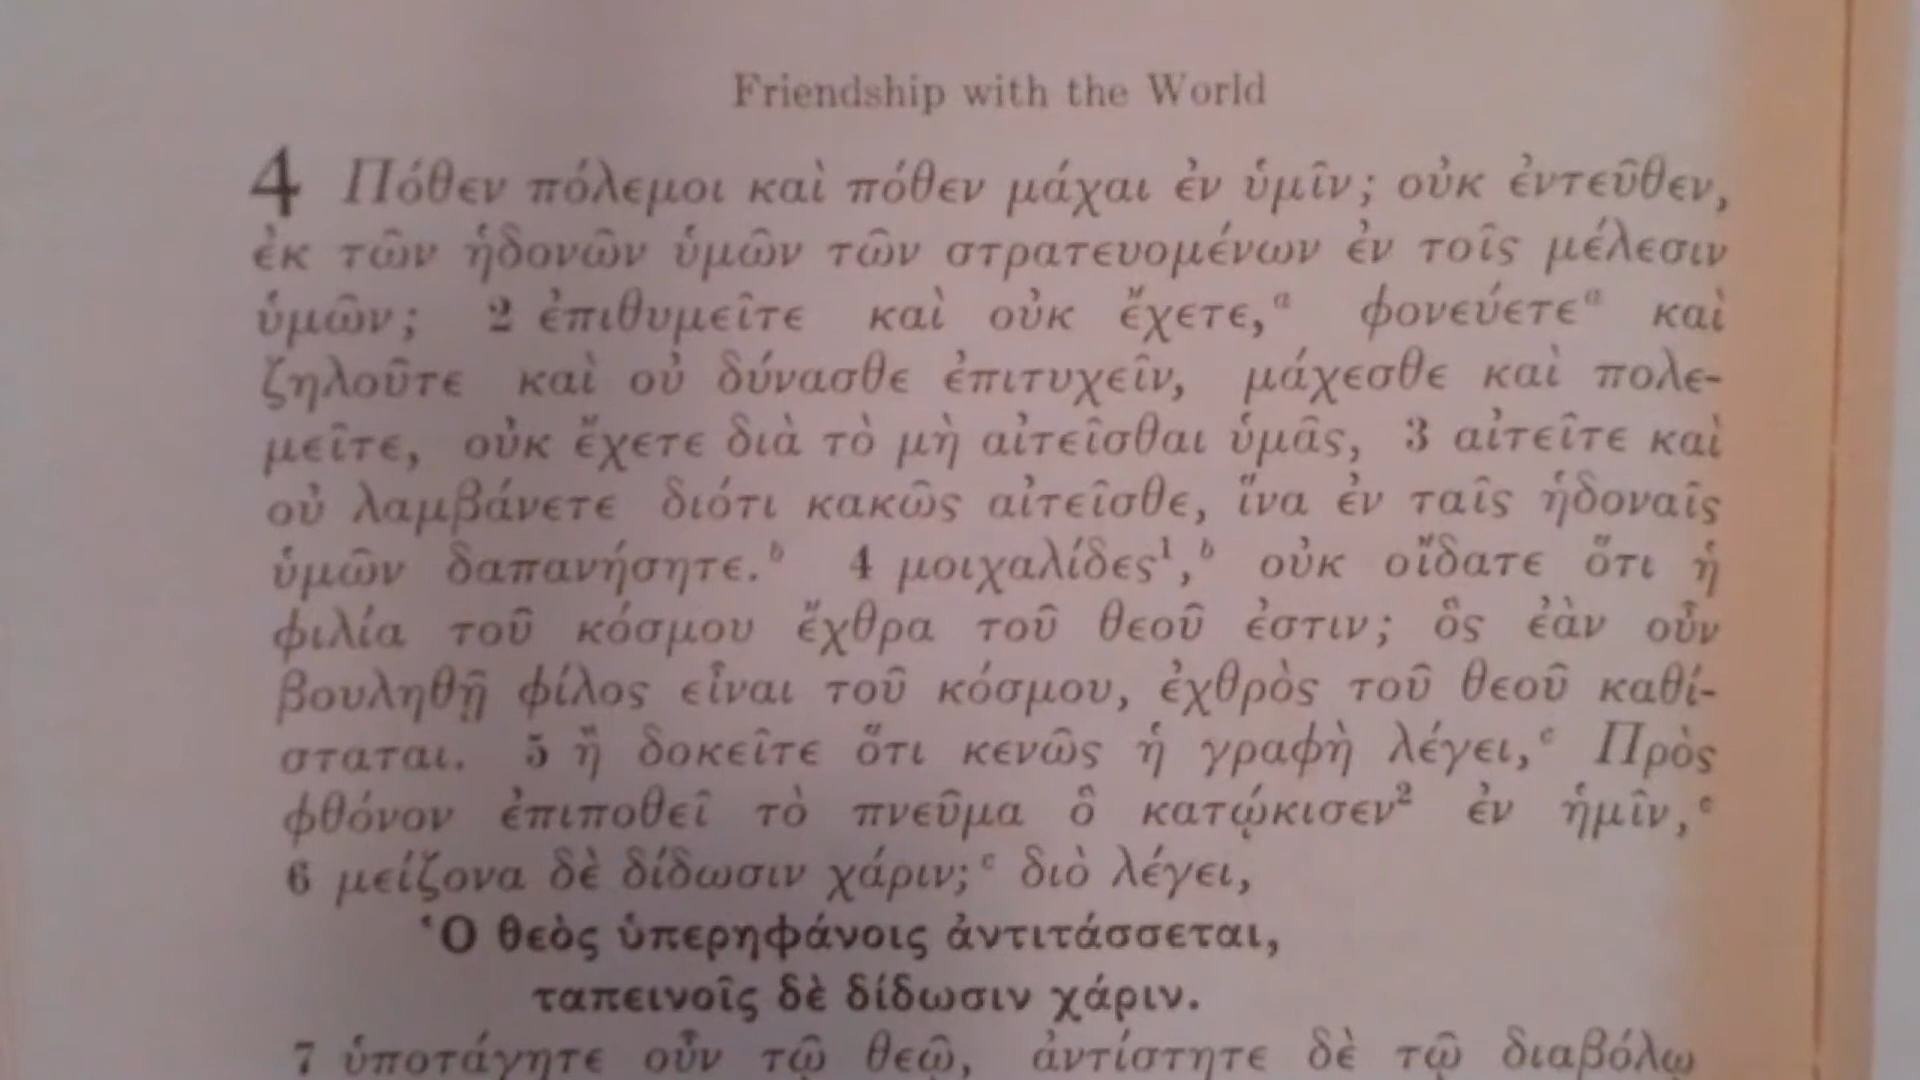 Friendship with the World
4 Πόθεν πόλεμοι καὶ πόθεν μάχαι ἐν ὑμῖν; οὐκ ἐντεῦθεν,
ἐκ τῶν ἡδονῶν ὑμῶν τῶν στρατευομένων ἐν τοῖς μέλεσιν
ὑμῶν; 2 ἐπιθυμεῖτε καὶ οὐκ ἔχετε,ᵃ φονεύετεᵃ καὶ
ζηλοῦτε καὶ οὐ δύνασθε ἐπιτυχεῖν, μάχεσθε καὶ πολε-
μεῖτε, οὐκ ἔχετε διὰ τὸ μὴ αἰτεῖσθαι ὑμᾶς, 3 αἰτεῖτε καὶ
οὐ λαμβάνετε διότι κακῶς αἰτεῖσθε, ἵνα ἐν ταῖς ἡδοναῖς
ὑμῶν δαπανήσητε.ᵇ 4 μοιχαλίδες¹,ᵇ οὐκ οἴδατε ὅτι ἡ
φιλία τοῦ κόσμου ἔχθρα τοῦ θεοῦ ἐστιν; ὃς ἐὰν οὖν
βουληθῇ φίλος εἶναι τοῦ κόσμου, ἐχθρὸς τοῦ θεοῦ καθί-
σταται. 5 ἢ δοκεῖτε ὅτι κενῶς ἡ γραφὴ λέγει,ᶜ Πρὸς
φθόνον ἐπιποθεῖ τὸ πνεῦμα ὃ κατῴκισεν² ἐν ἡμῖν,ᶜ
6 μείζονα δὲ δίδωσιν χάριν;ᶜ διὸ λέγει,
Ὁ θεὸς ὑπερηφάνοις ἀντιτάσσεται,
ταπεινοῖς δὲ δίδωσιν χάριν.
7 ὑποτάγητε οὖν τῷ θεῷ, ἀντίστητε δὲ τῷ διαβόλῳ